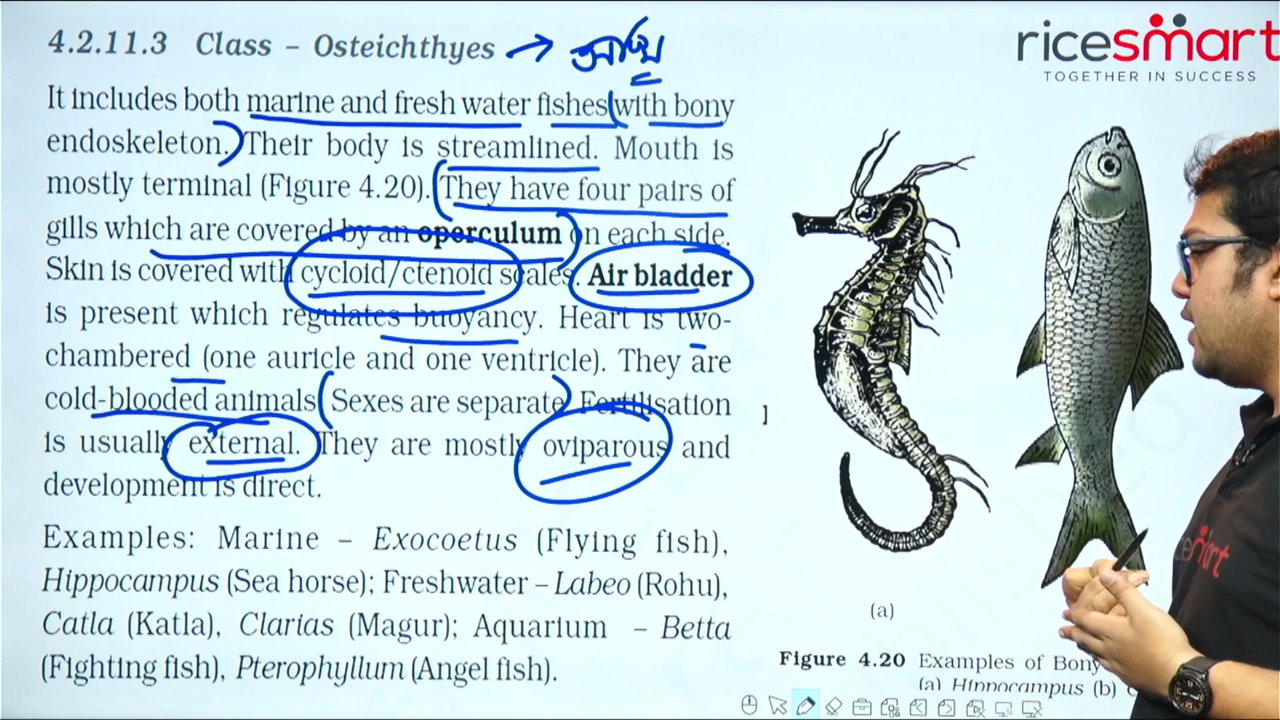 4.2.11.3 Class – Osteichthyes
ricesmart
TOGETHER IN SUCCESS
It includes both marine and fresh water fishes with bony
endoskeleton. Their body is streamlined. Mouth is
mostly terminal (Figure 4.20). They have four pairs of
gills which are covered by an operculum on each side.
Skin is covered with cycloid/ctenoid scales. Air bladder
is present which regulates buoyancy. Heart is two-
chambered (one auricle and one ventricle). They are
cold-blooded animals. Sexes are separate. Fertilisation
is usually external. They are mostly oviparous and
development is direct.
Examples: Marine – Exocoetus (Flying fish),
Hippocampus (Sea horse); Freshwater – Labeo (Rohu),
Catla (Katla), Clarias (Magur); Aquarium – Betta
(Fighting fish), Pterophyllum (Angel fish).
(a)
Figure 4.20 Examples of Bony
(a) Hippocampus (b)